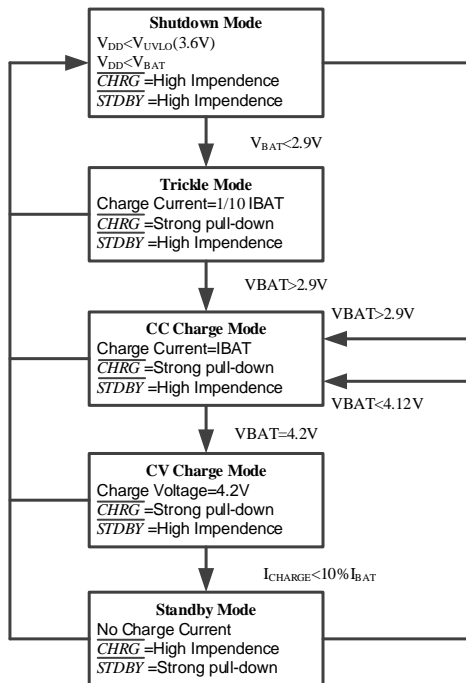 Shutdown Mode
VDD<VUVLO(3.6V)
VDD<VBAT
CHRG=High Impendence
STDBY=High Impendence
VBAT<2.9V
Trickle Mode
Charge Current=1/10 IBAT
CHRG=Strong pull-down
STDBY=High Impendence
VBAT>2.9V
VBAT>2.9V
CC Charge Mode
Charge Current=IBAT
CHRG=Strong pull-down
STDBY=High Impendence
VBAT<4.12V
VBAT=4.2V
CV Charge Mode
Charge Voltage=4.2V
CHRG=Strong pull-down
STDBY=High Impendence
ICHARGE<10%IBAT
Standby Mode
No Charge Current
CHRG=High Impendence
STDBY=Strong pull-down